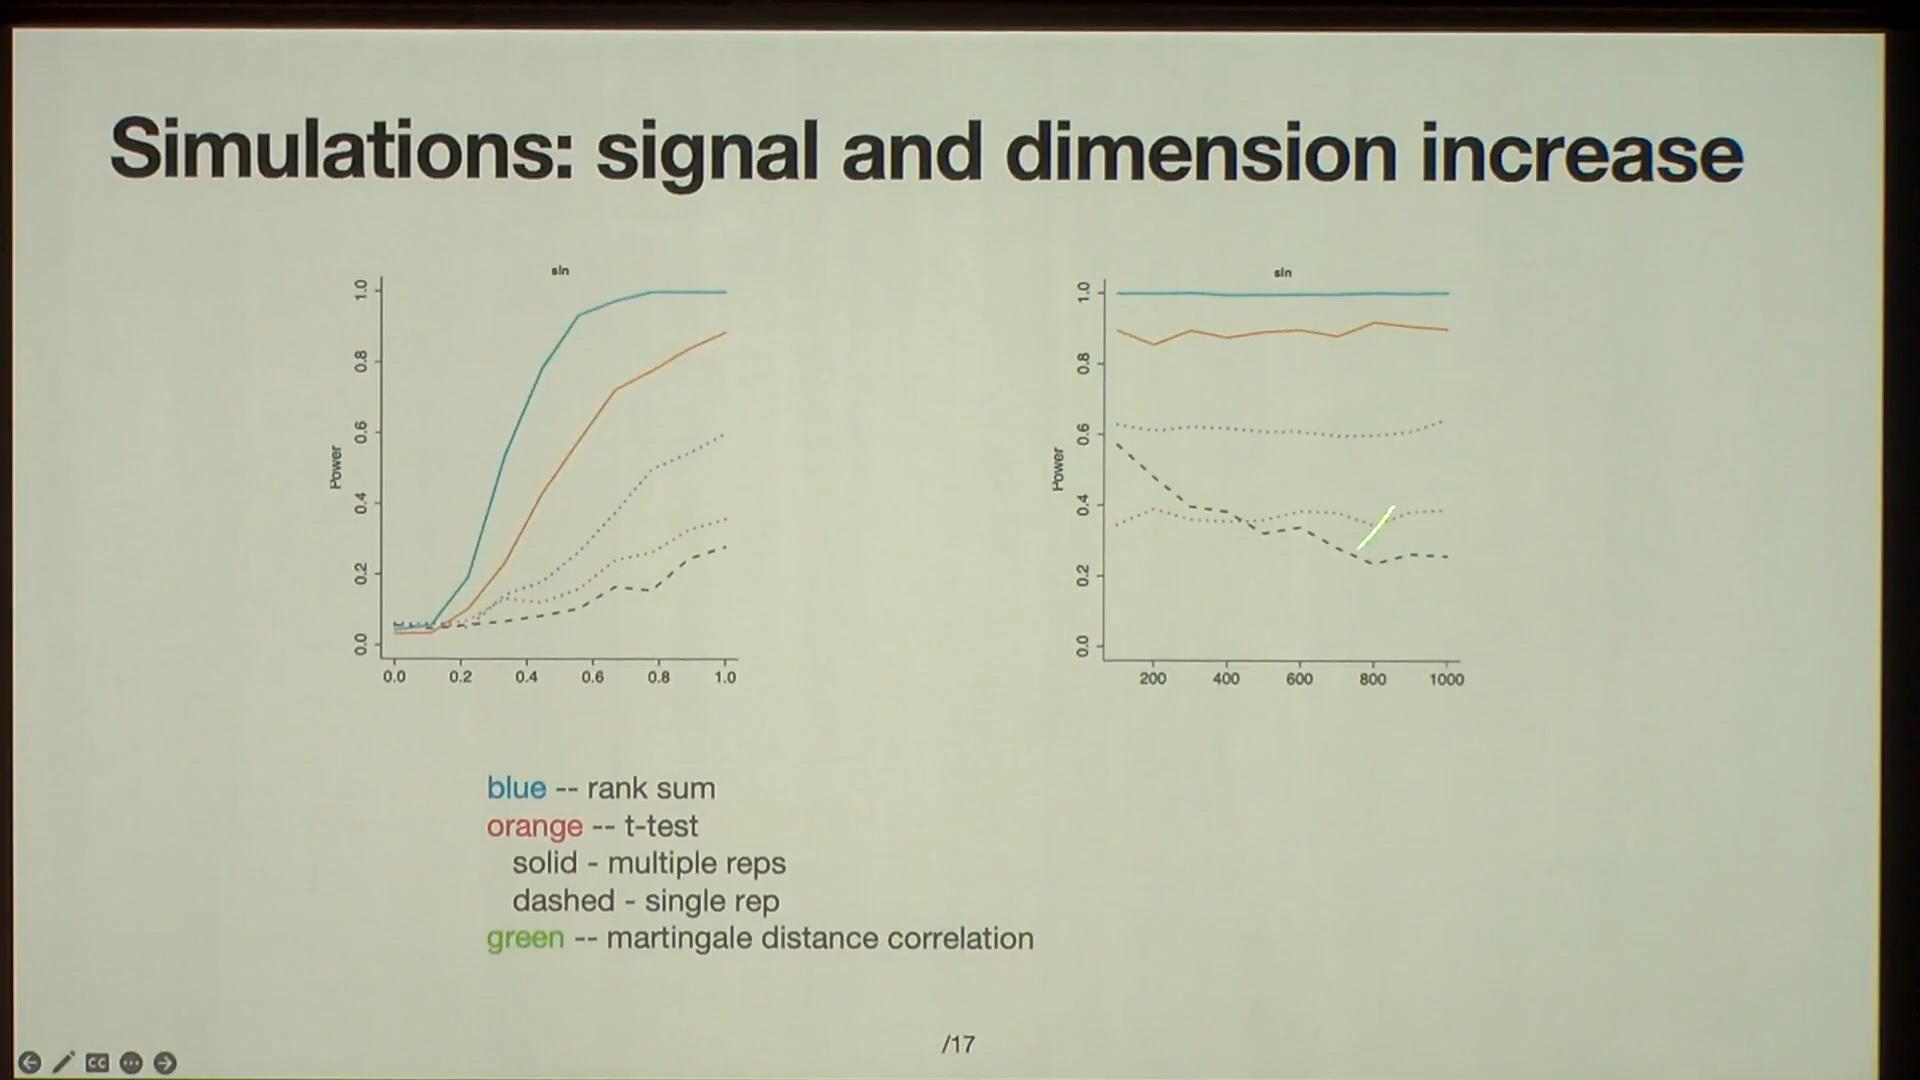 Simulations: signal and dimension increase
sin
Power
0.0 0.2 0.4 0.6 0.8 1.0
0.0 0.2 0.4 0.6 0.8 1.0
sin
Power
0.0 0.2 0.4 0.6 0.8 1.0
200 400 600 800 1000
blue -- rank sum
orange -- t-test
solid - multiple reps
dashed - single rep
green -- martingale distance correlation
/17
CC